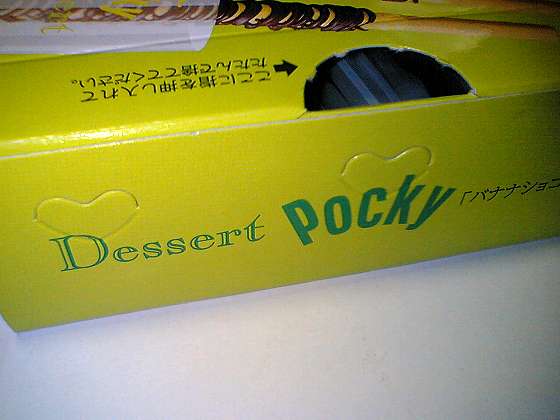 ここに指を押し入れて
たたんで捨ててください。
Dessert Pocky「バナナショコ